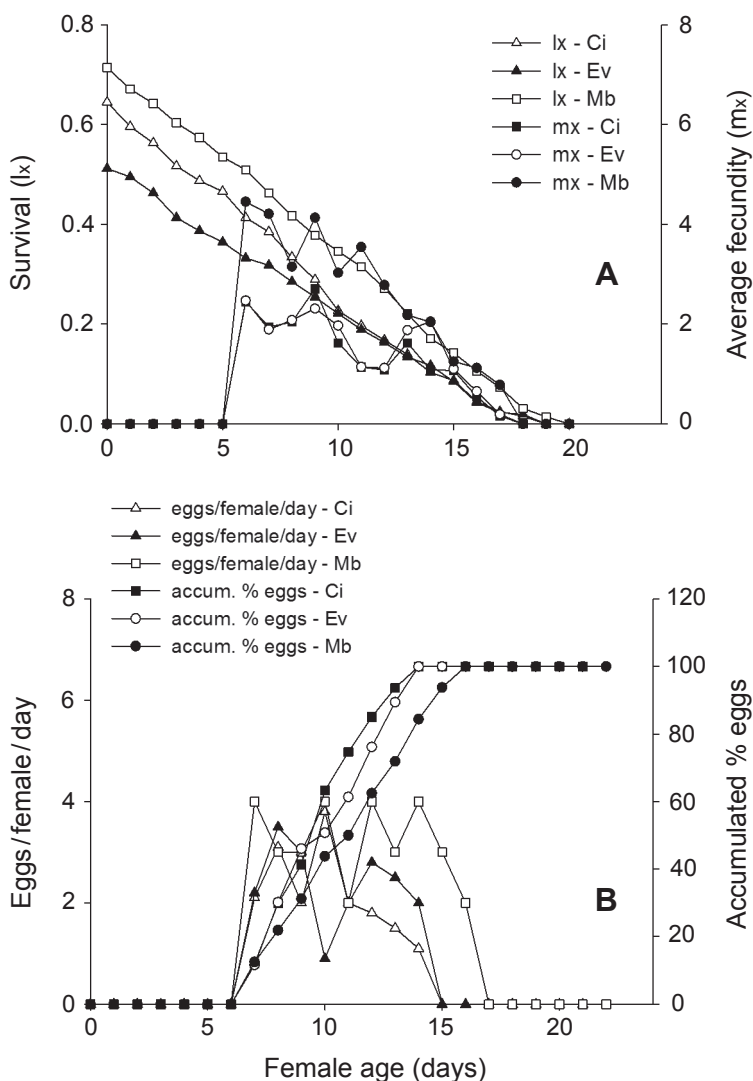 A
0.8
0.6
0.4
0.2
0.0
Survival (lx)
8
6
4
2
0
Average fecundity (mx)
lx - Ci
lx - Ev
lx - Mb
mx - Ci
mx - Ev
mx - Mb
A
0
5
10
15
20
eggs/female/day - Ci
eggs/female/day - Ev
eggs/female/day - Mb
accum. % eggs - Ci
accum. % eggs - Ev
accum. % eggs - Mb
8
6
4
2
0
Eggs/female/day
120
100
80
60
40
20
0
Accumulated % eggs
B
0
5
10
15
20
Female age (days)